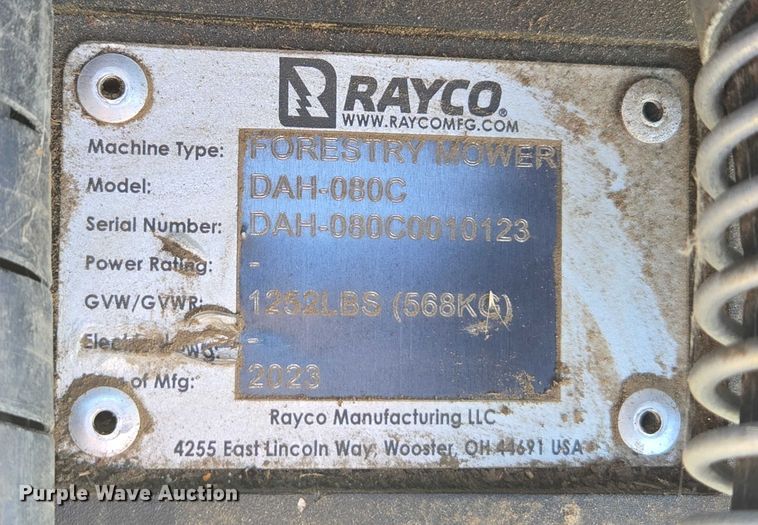 RAYCO®
WWW.RAYCOMFG.COM
Machine Type: FORESTRY MOWER
Model: DAH-080C
Serial Number: DAH-080C0010123
Power Rating: -
GVW/GVWR: 1252LBS (568KG)
-
of Mfg: 2023
Rayco Manufacturing LLC
4255 East Lincoln Way, Wooster, OH 44691 USA
Purple Wave Auction